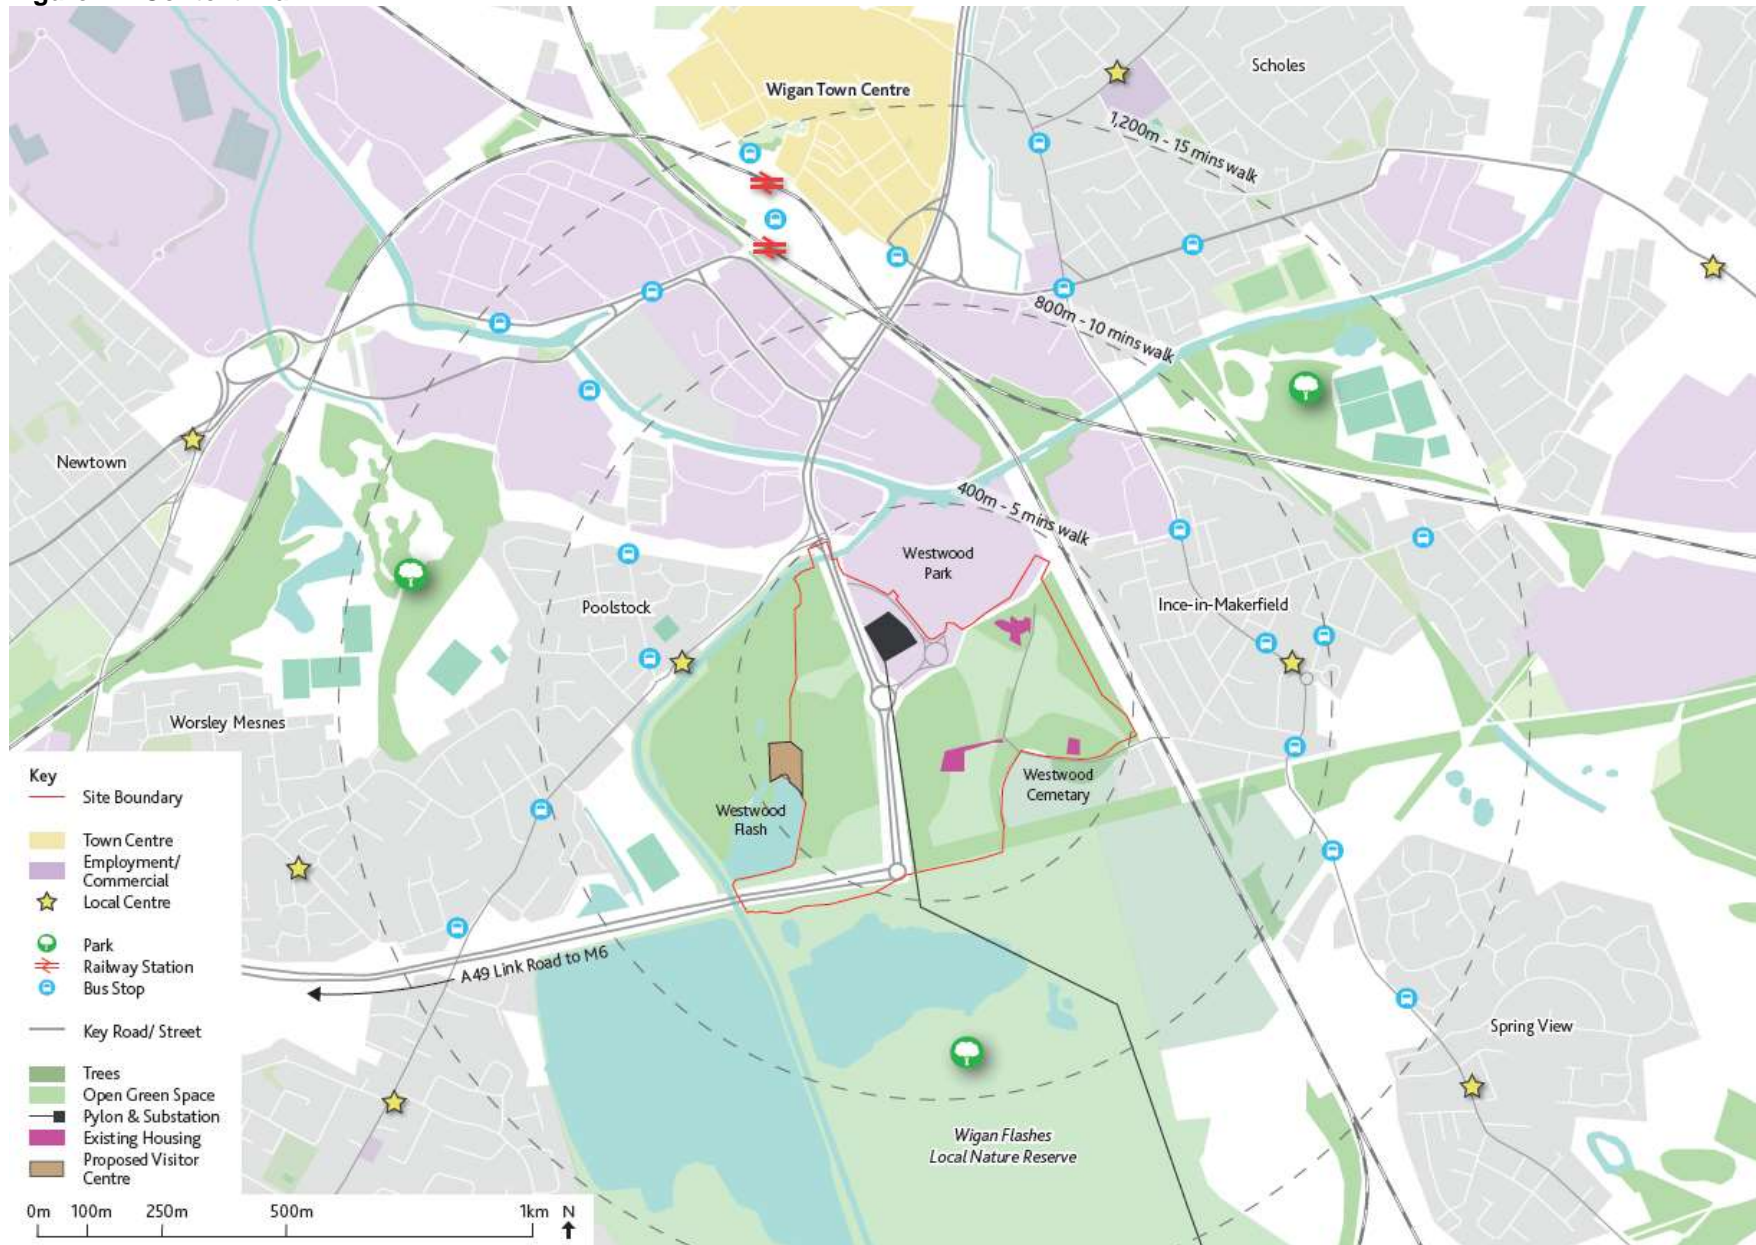 Wigan Town Centre
Scholes
1,200m - 15 mins walk
800m - 10 mins walk
400m - 5 mins walk
Newtown
Westwood
Park
Poolstock
Ince-in-Makerfield
Worsley Mesnes
Westwood
Cemetary
Westwood
Flash
A49 Link Road to M6
Spring View
Wigan Flashes
Local Nature Reserve
Key
Site Boundary
Town Centre
Employment/
Commercial
Local Centre
Park
Railway Station
Bus Stop
Key Road/ Street
Trees
Open Green Space
Pylon & Substation
Existing Housing
Proposed Visitor
Centre
0m 100m 250m 500m 1km N